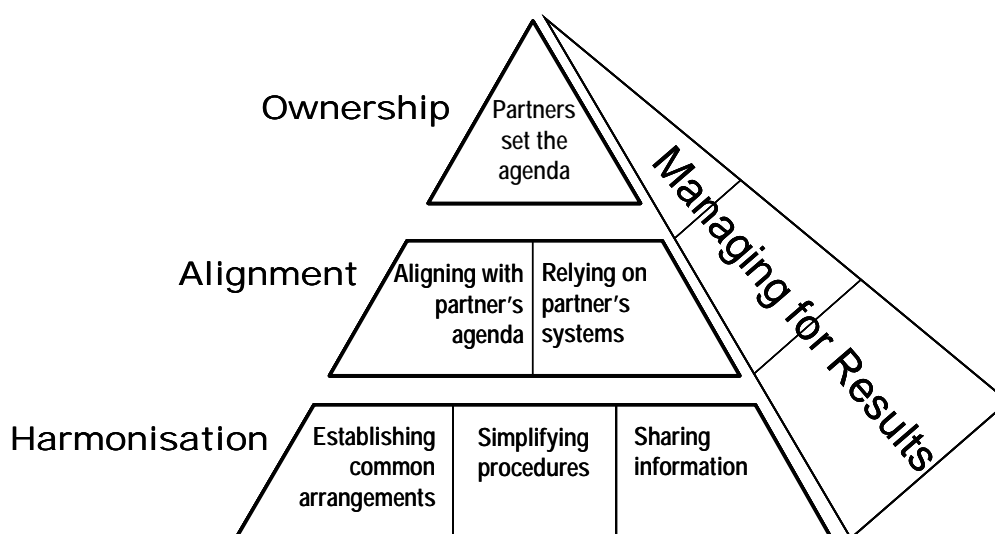 Ownership
Partners
set the
agenda
Managing for Results
Alignment
Aligning with
partner's
agenda
Relying on
partner's
systems
Harmonisation
Establishing
common
arrangements
Simplifying
procedures
Sharing
information